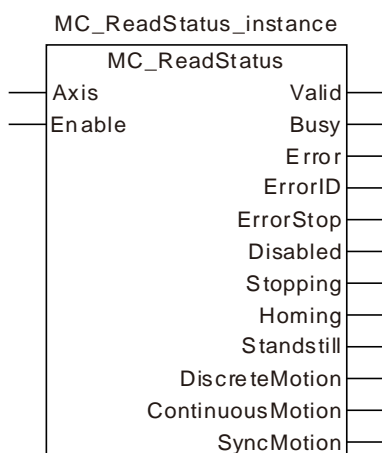 MC_ReadStatus_instance
MC_ReadStatus
Axis Valid
Enable Busy
Error
ErrorID
ErrorStop
Disabled
Stopping
Homing
Standstill
DiscreteMotion
ContinuousMotion
SyncMotion